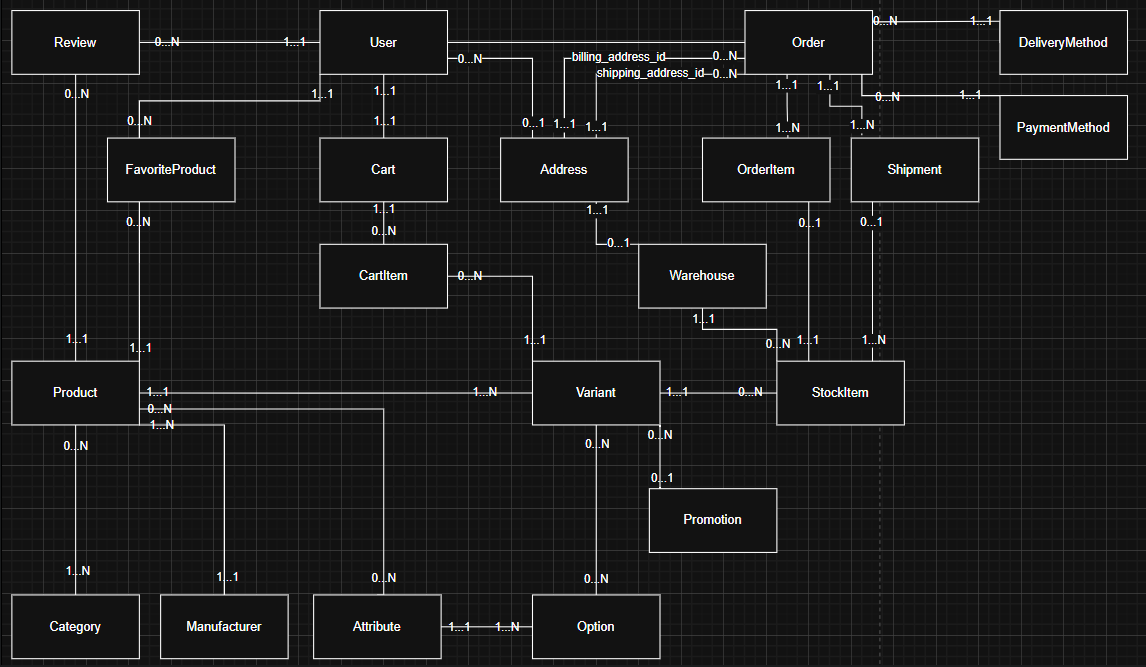 Review
0...N
1...1
User
Order
0...N
1...1
DeliveryMethod
0...N
billing_address_id
0...N
shipping_address_id
0...N
0...N
1...1
1...1
1...1
1...1
0...N
1...1
PaymentMethod
0...N
1...1
0...1
1...1
1...1
1...N
1...N
FavoriteProduct
Cart
Address
OrderItem
Shipment
0...N
1...1
0...N
1...1
0...1
0...1
0...1
CartItem
0...N
Warehouse
1...1
1...1
1...1
1...1
0...N
1...1
1...N
Product
1...1
1...N
Variant
1...1
0...N
StockItem
0...N
1...N
0...N
0...N
0...N
0...1
Promotion
1...N
1...1
0...N
0...N
Category
Manufacturer
Attribute
1...1
1...N
Option